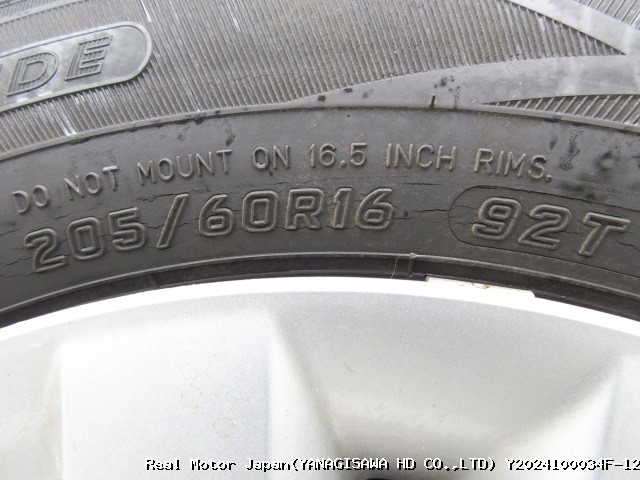 DE
DO NOT MOUNT ON 16.5 INCH RIMS.
205/60R16 92T
Real Motor Japan(YANAGISAWA HD CO.,LTD) Y2024100034F-12